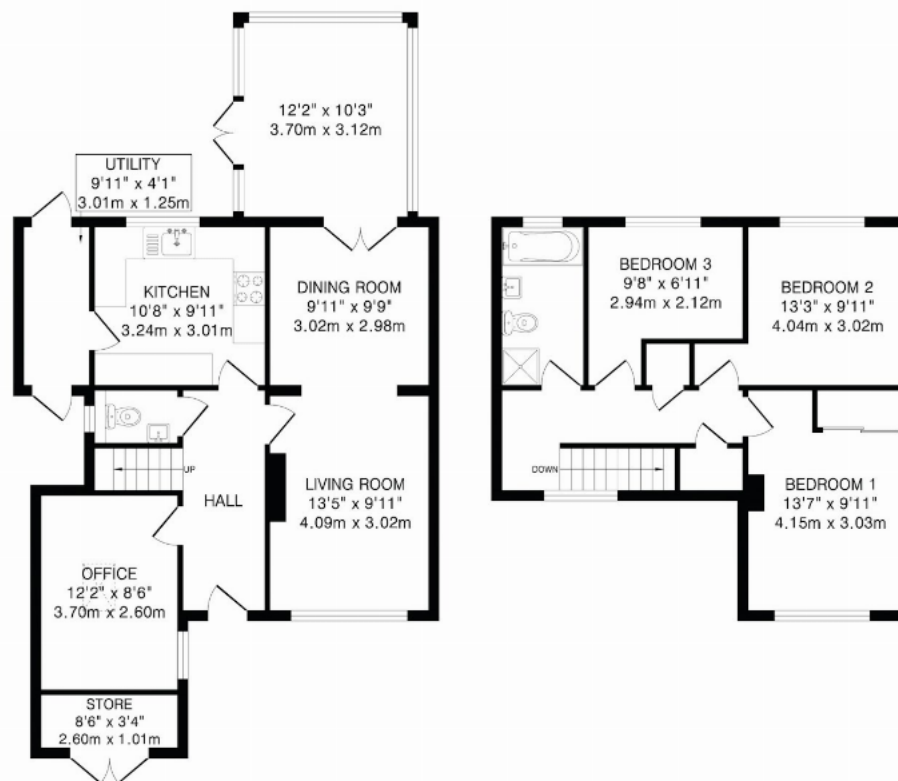 12'2" x 10'3"
3.70m x 3.12m
UTILITY
9'11" x 4'1"
3.01m x 1.25m
KITCHEN
10'8" x 9'11"
3.24m x 3.01m
DINING ROOM
9'11" x 9'9"
3.02m x 2.98m
UP
HALL
LIVING ROOM
13'5" x 9'11"
4.09m x 3.02m
OFFICE
12'2" x 8'6"
3.70m x 2.60m
STORE
8'6" x 3'4"
2.60m x 1.01m
BEDROOM 3
9'8" x 6'11"
2.94m x 2.12m
BEDROOM 2
13'3" x 9'11"
4.04m x 3.02m
DOWN
BEDROOM 1
13'7" x 9'11"
4.15m x 3.03m